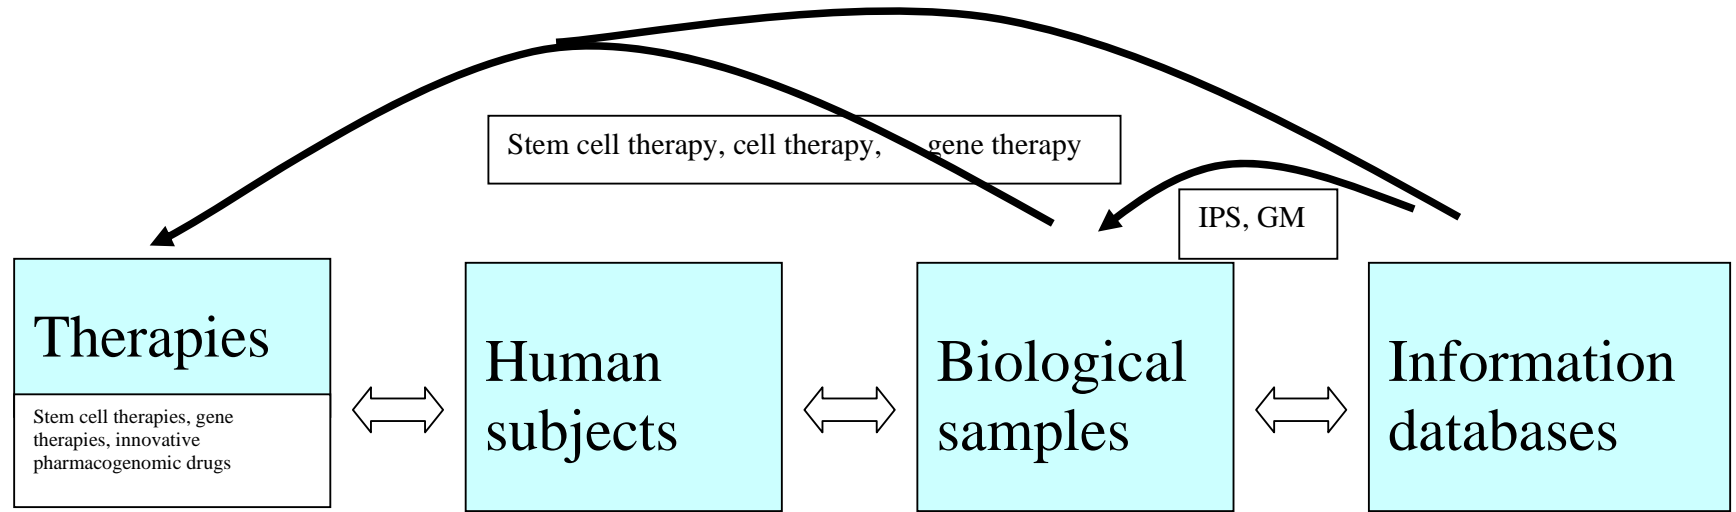 Stem cell therapy, cell therapy, gene therapy
IPS, GM
Therapies
Stem cell therapies, gene
therapies, innovative
pharmacogenomic drugs
Human
subjects
Biological
samples
Information
databases